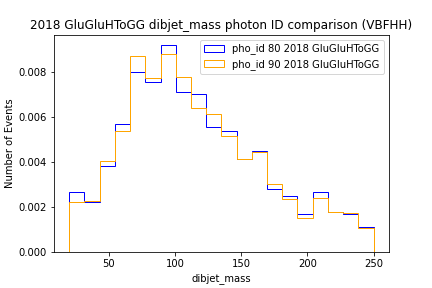 2018 GluGluHToGG dibjet_mass photon ID comparison (VBFHH)
pho_id 80 2018 GluGluHToGG
pho_id 90 2018 GluGluHToGG
Number of Events
0.008
0.006
0.004
0.002
0.000
50 100 150 200 250
dibjet_mass